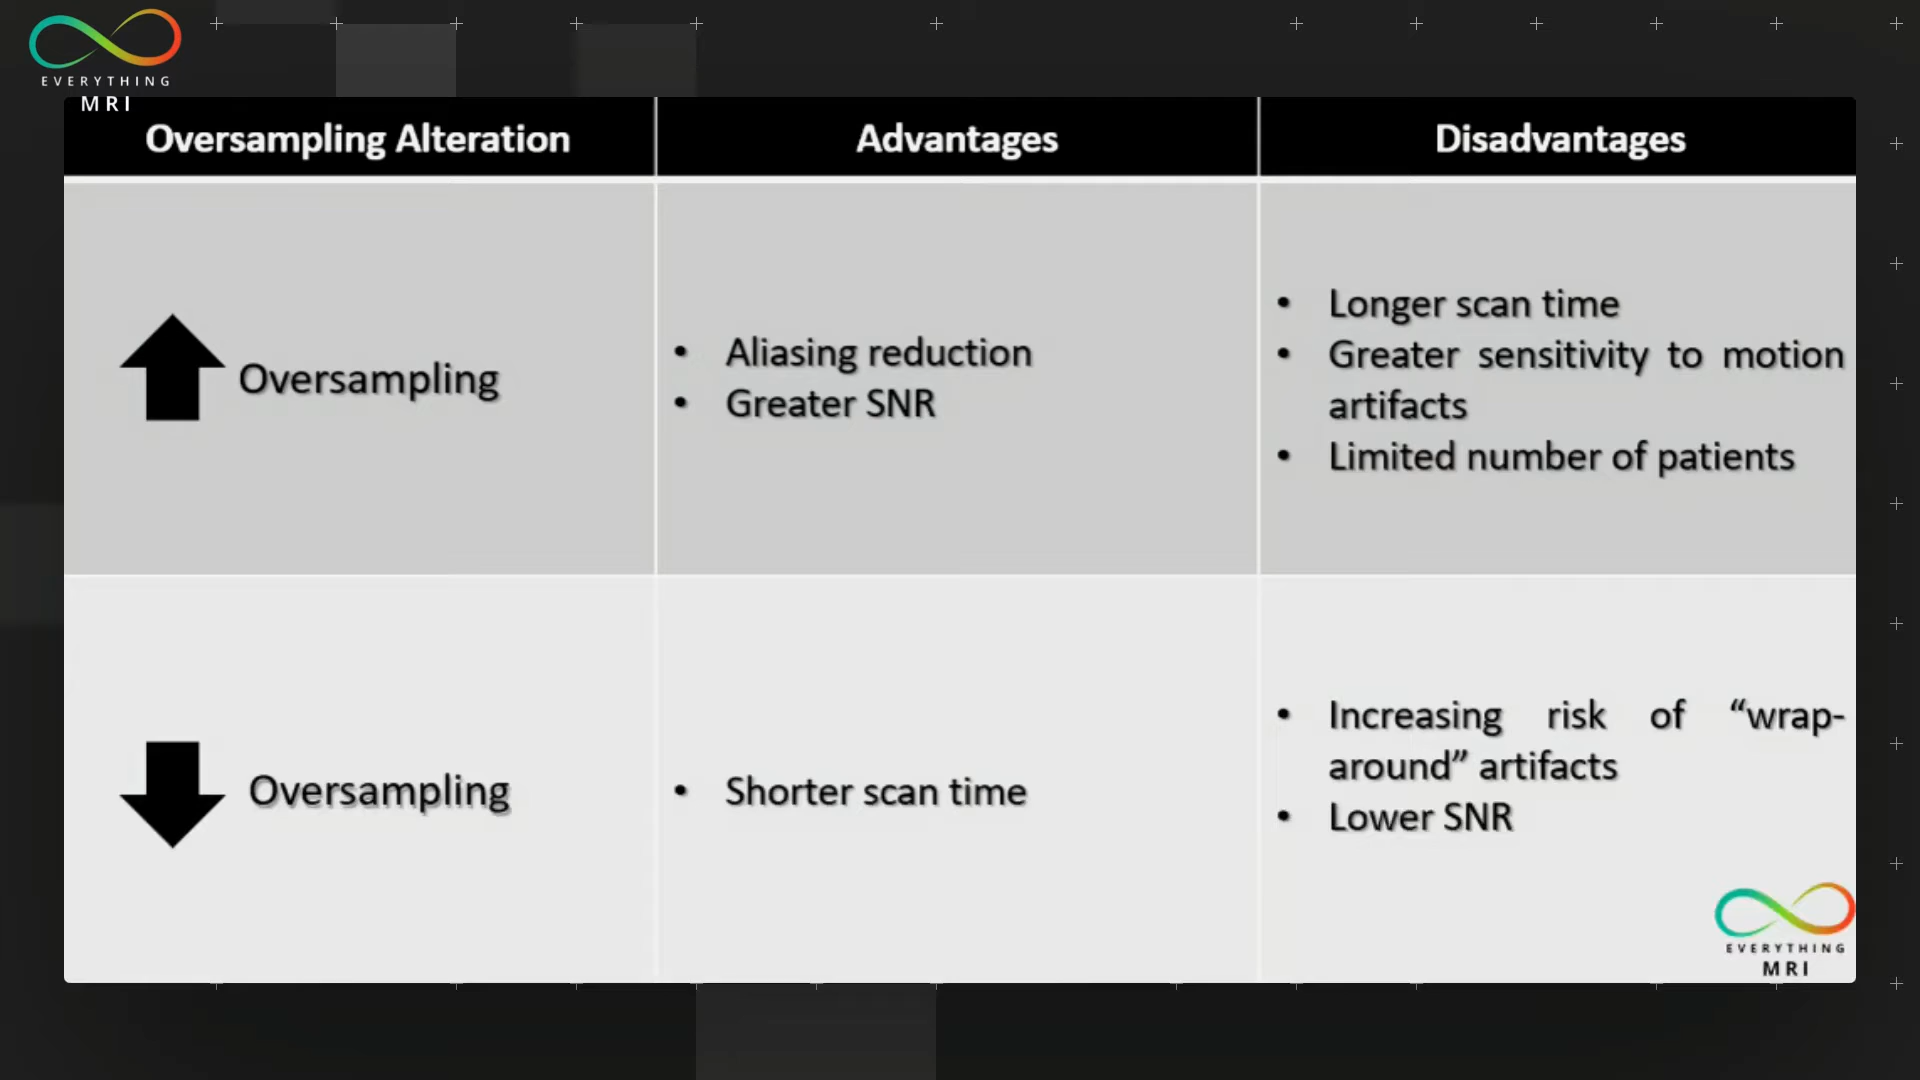 EVERYTHING
MRI
Oversampling Alteration
Advantages
Disadvantages
Oversampling
• Aliasing reduction
• Greater SNR
• Longer scan time
• Greater sensitivity to motion
artifacts
• Limited number of patients
Oversampling
• Shorter scan time
• Increasing risk of “wrap-
around” artifacts
• Lower SNR
EVERYTHING
MRI